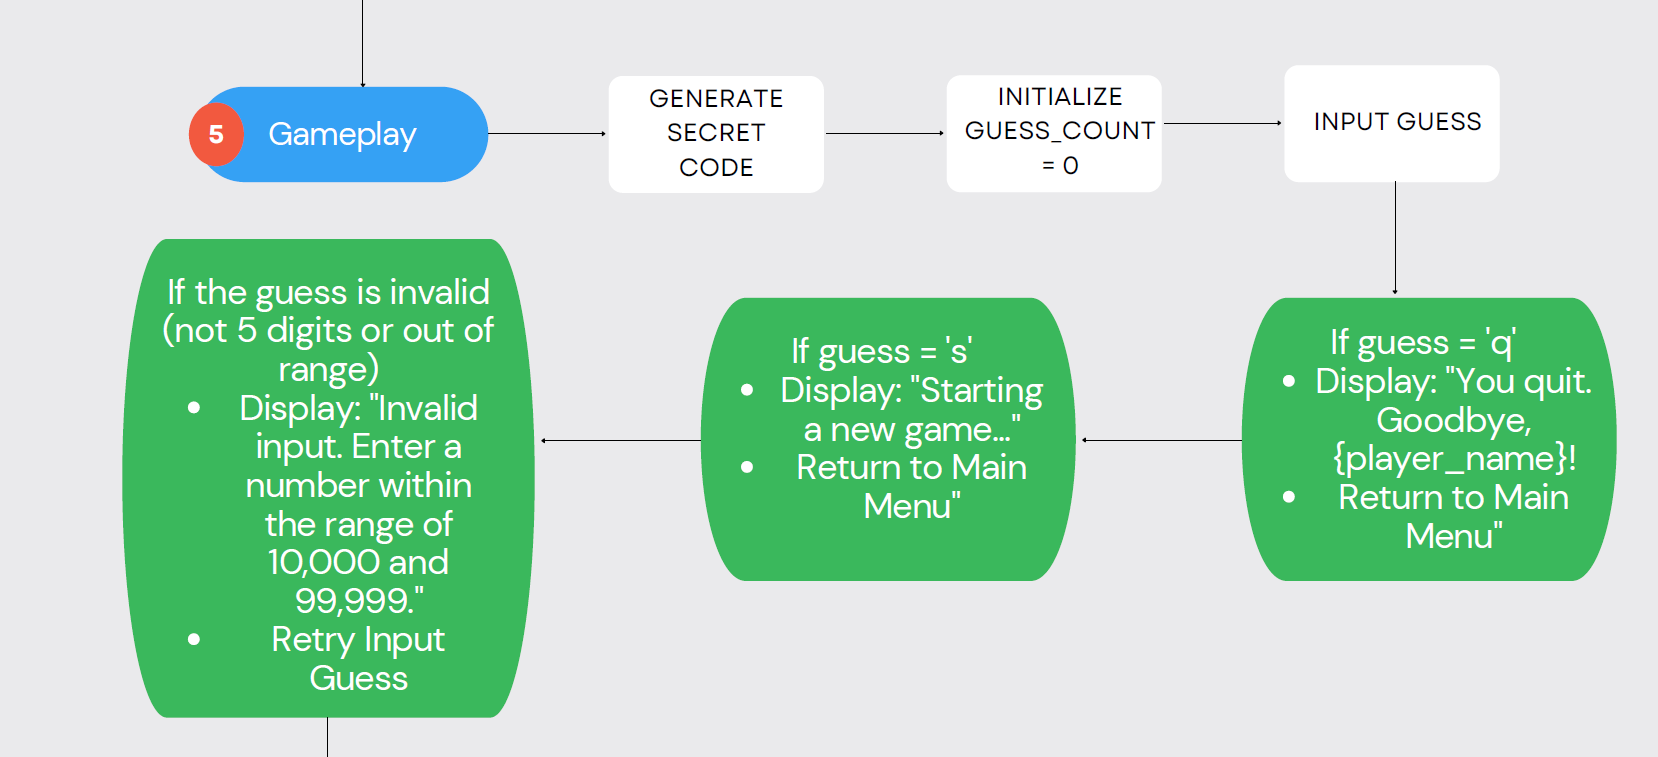 5
Gameplay
GENERATE
SECRET
CODE
INITIALIZE
GUESS_COUNT
= 0
INPUT GUESS
If guess = 'q'
• Display: "You quit.
Goodbye,
{player_name}!
• Return to Main
Menu"
If guess = 's'
• Display: "Starting
a new game..."
• Return to Main
Menu"
If the guess is invalid
(not 5 digits or out of
range)
• Display: "Invalid
input. Enter a
number within
the range of
10,000 and
99,999."
• Retry Input
Guess